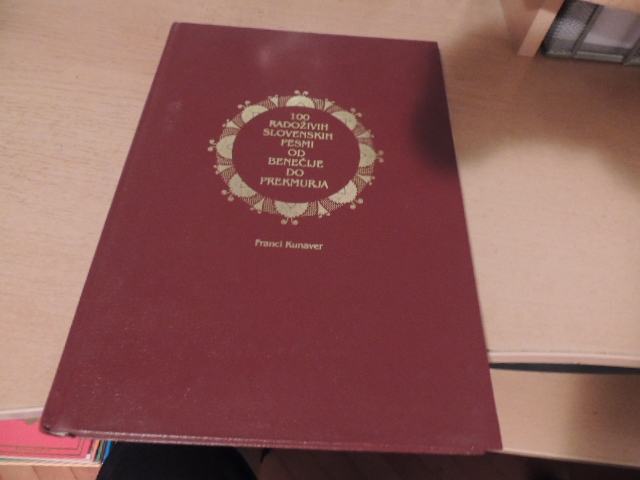 100
RADOŽIVIH
SLOVENSKIH
PESMI
OD
BENEČIJE
DO
PREKMURJA
Franci Kunaver